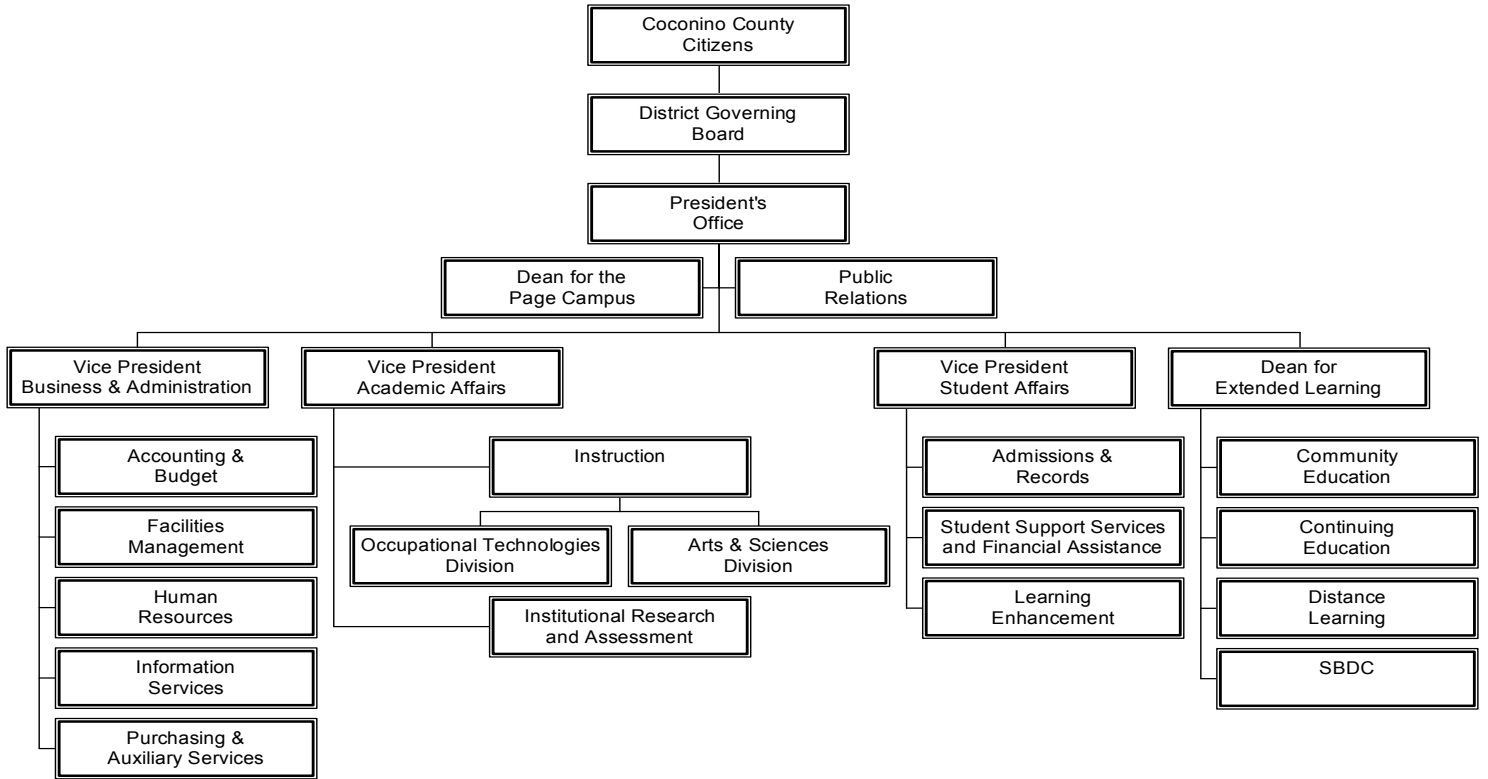 Coconino County
Citizens
District Governing
Board
President's
Office
Dean for the
Page Campus
Public
Relations
Vice President
Business & Administration
Vice President
Academic Affairs
Vice President
Student Affairs
Dean for
Extended Learning
Accounting &
Budget
Facilities
Management
Human
Resources
Information
Services
Purchasing &
Auxiliary Services
Instruction
Occupational Technologies
Division
Arts & Sciences
Division
Institutional Research
and Assessment
Admissions &
Records
Student Support Services
and Financial Assistance
Learning
Enhancement
Community
Education
Continuing
Education
Distance
Learning
SBDC